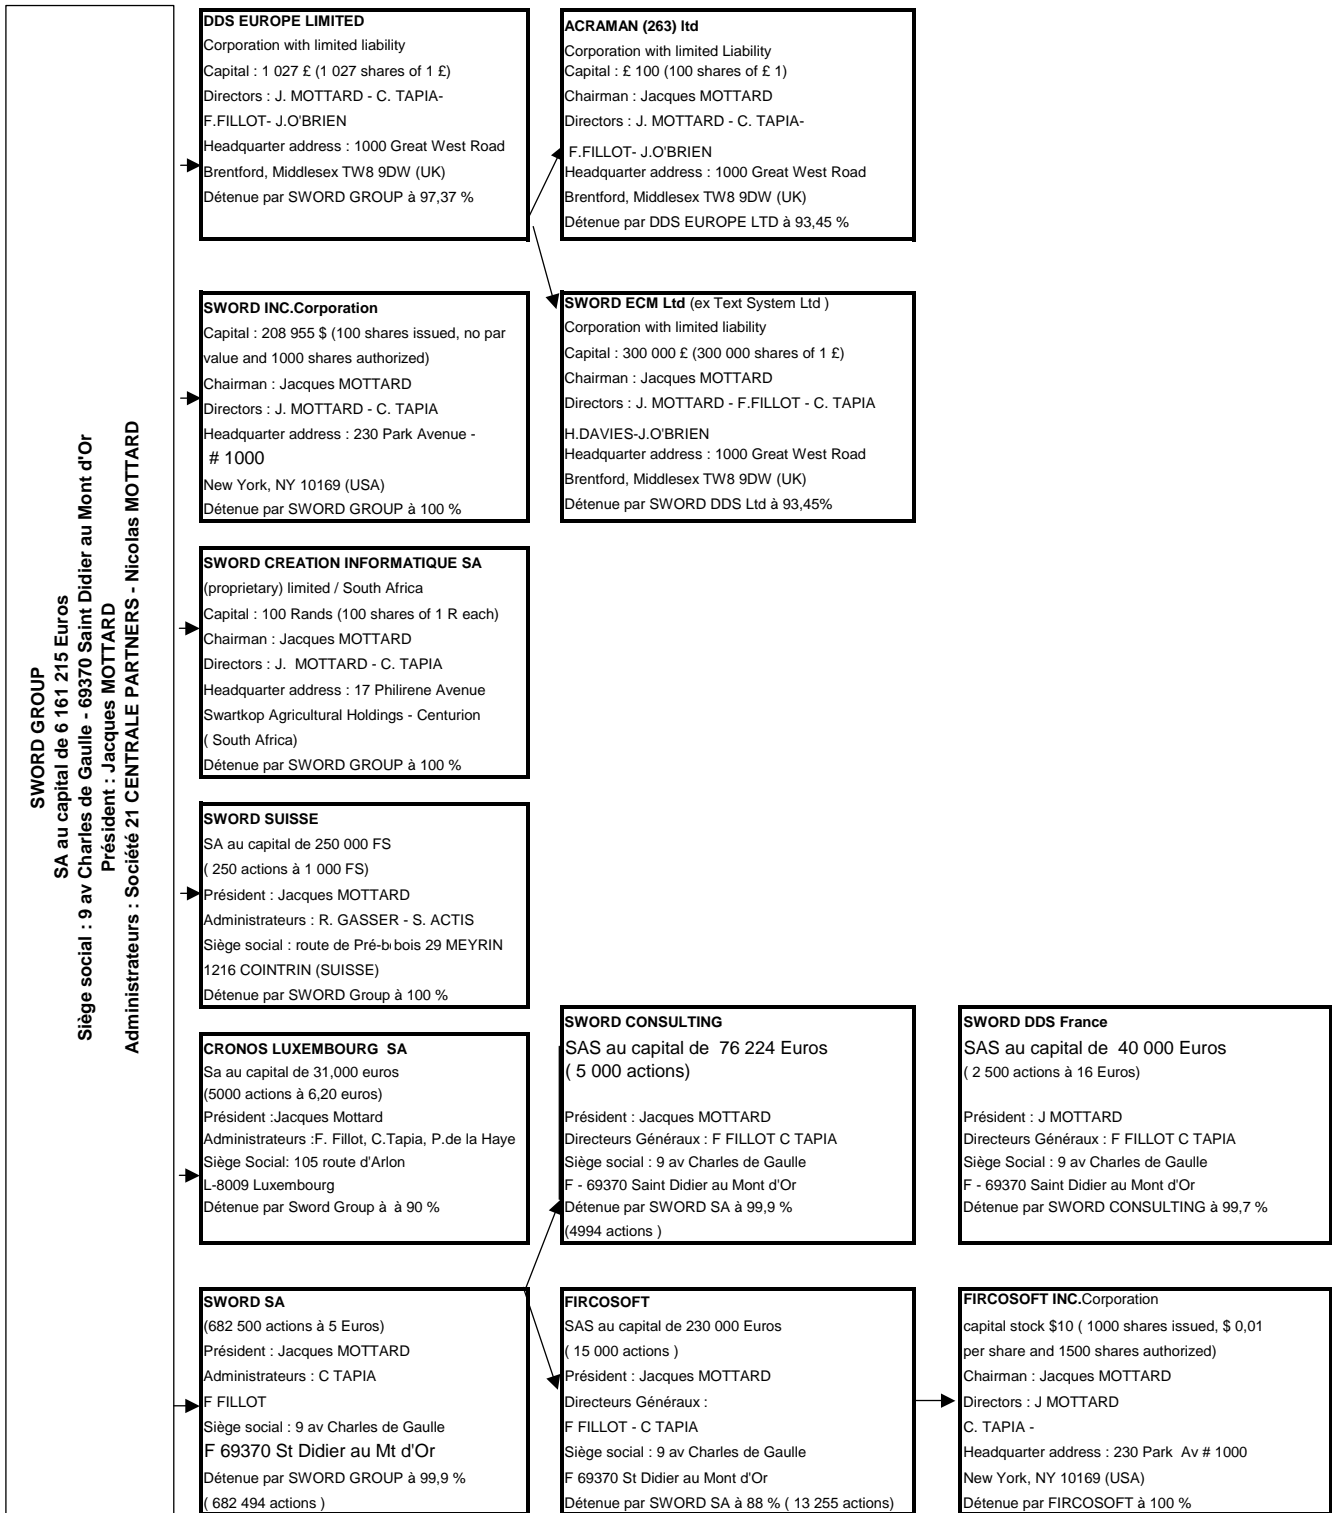 SWORD GROUP
SA au capital de 6 161 215 Euros
Siège social : 9 av Charles de Gaulle - 69370 Saint Didier au Mont d'Or
Président : Jacques MOTTARD
Administrateurs : Société 21 CENTRALE PARTNERS - Nicolas MOTTARD
DDS EUROPE LIMITED
Corporation with limited liability
Capital : 1 027 £ (1 027 shares of 1 £)
Directors : J. MOTTARD - C. TAPIA-
F.FILLOT- J.O'BRIEN
Headquarter address : 1000 Great West Road
Brentford, Middlesex TW8 9DW (UK)
Détenue par SWORD GROUP à 97,37 %
ACRAMAN (263) ltd
Corporation with limited Liability
Capital : £ 100 (100 shares of £ 1)
Chairman : Jacques MOTTARD
Directors : J. MOTTARD - C. TAPIA-
F.FILLOT- J.O'BRIEN
Headquarter address : 1000 Great West Road
Brentford, Middlesex TW8 9DW (UK)
Détenue par DDS EUROPE LTD à 93,45 %
SWORD INC.Corporation
Capital : 208 955 $ (100 shares issued, no par
value and 1000 shares authorized)
Chairman : Jacques MOTTARD
Directors : J. MOTTARD - C. TAPIA
Headquarter address : 230 Park Avenue -
# 1000
New York, NY 10169 (USA)
Détenue par SWORD GROUP à 100 %
SWORD ECM Ltd (ex Text System Ltd )
Corporation with limited liability
Capital : 300 000 £ (300 000 shares of 1 £)
Chairman : Jacques MOTTARD
Directors : J. MOTTARD - F.FILLOT - C. TAPIA
H.DAVIES-J.O'BRIEN
Headquarter address : 1000 Great West Road
Brentford, Middlesex TW8 9DW (UK)
Détenue par SWORD DDS Ltd à 93,45%
SWORD CREATION INFORMATIQUE SA
(proprietary) limited / South Africa
Capital : 100 Rands (100 shares of 1 R each)
Chairman : Jacques MOTTARD
Directors : J. MOTTARD - C. TAPIA
Headquarter address : 17 Philirene Avenue
Swartkop Agricultural Holdings - Centurion
( South Africa)
Détenue par SWORD GROUP à 100 %
SWORD SUISSE
SA au capital de 250 000 FS
( 250 actions à 1 000 FS)
Président : Jacques MOTTARD
Administrateurs : R. GASSER - S. ACTIS
Siège social : route de Pré-bois 29 MEYRIN
1216 COINTRIN (SUISSE)
Détenue par SWORD Group à 100 %
CRONOS LUXEMBOURG SA
Sa au capital de 31,000 euros
(5000 actions à 6,20 euros)
Président :Jacques Mottard
Administrateurs :F. Fillot, C.Tapia, P.de la Haye
Siège Social: 105 route d'Arlon
L-8009 Luxembourg
Détenue par Sword Group à à 90 %
SWORD CONSULTING
SAS au capital de 76 224 Euros
( 5 000 actions)
Président : Jacques MOTTARD
Directeurs Généraux : F FILLOT C TAPIA
Siège social : 9 av Charles de Gaulle
F - 69370 Saint Didier au Mont d'Or
Détenue par SWORD SA à 99,9 %
(4994 actions )
SWORD DDS France
SAS au capital de 40 000 Euros
( 2 500 actions à 16 Euros)
Président : J MOTTARD
Directeurs Généraux : F FILLOT C TAPIA
Siège Social : 9 av Charles de Gaulle
F - 69370 Saint Didier au Mont d'Or
Détenue par SWORD CONSULTING à 99,7 %
SWORD SA
(682 500 actions à 5 Euros)
Président : Jacques MOTTARD
Administrateurs : C TAPIA
F FILLOT
Siège social : 9 av Charles de Gaulle
F 69370 St Didier au Mt d'Or
Détenue par SWORD GROUP à 99,9 %
( 682 494 actions )
FIRCOSOFT
SAS au capital de 230 000 Euros
( 15 000 actions )
Président : Jacques MOTTARD
Directeurs Généraux :
F FILLOT - C TAPIA
Siège social : 9 av Charles de Gaulle
F 69370 St Didier au Mont d'Or
Détenue par SWORD SA à 88 % ( 13 255 actions)
FIRCOSOFT INC.Corporation
capital stock $10 ( 1000 shares issued, $ 0,01
per share and 1500 shares authorized)
Chairman : Jacques MOTTARD
Directors : J MOTTARD
C. TAPIA -
Headquarter address : 230 Park Av # 1000
New York, NY 10169 (USA)
Détenue par FIRCOSOFT à 100 %